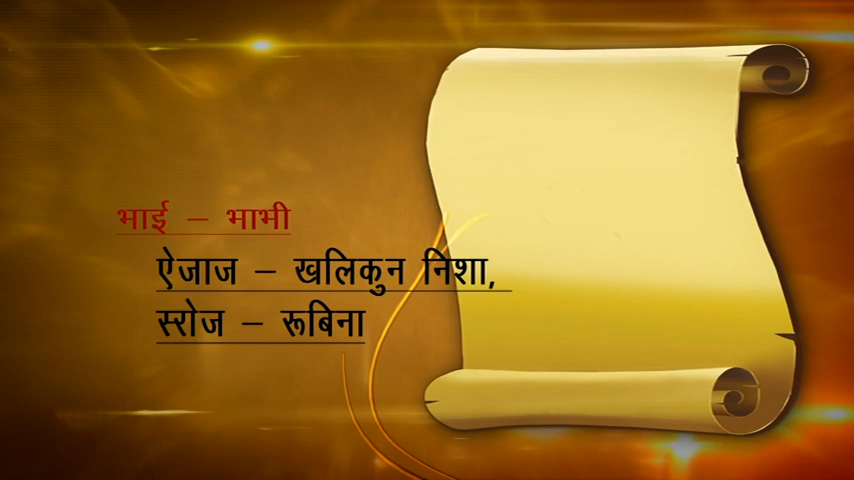 भाई – भाभी
ऐजाज – खलिकुन निशा,
स्रोज – रूबिना